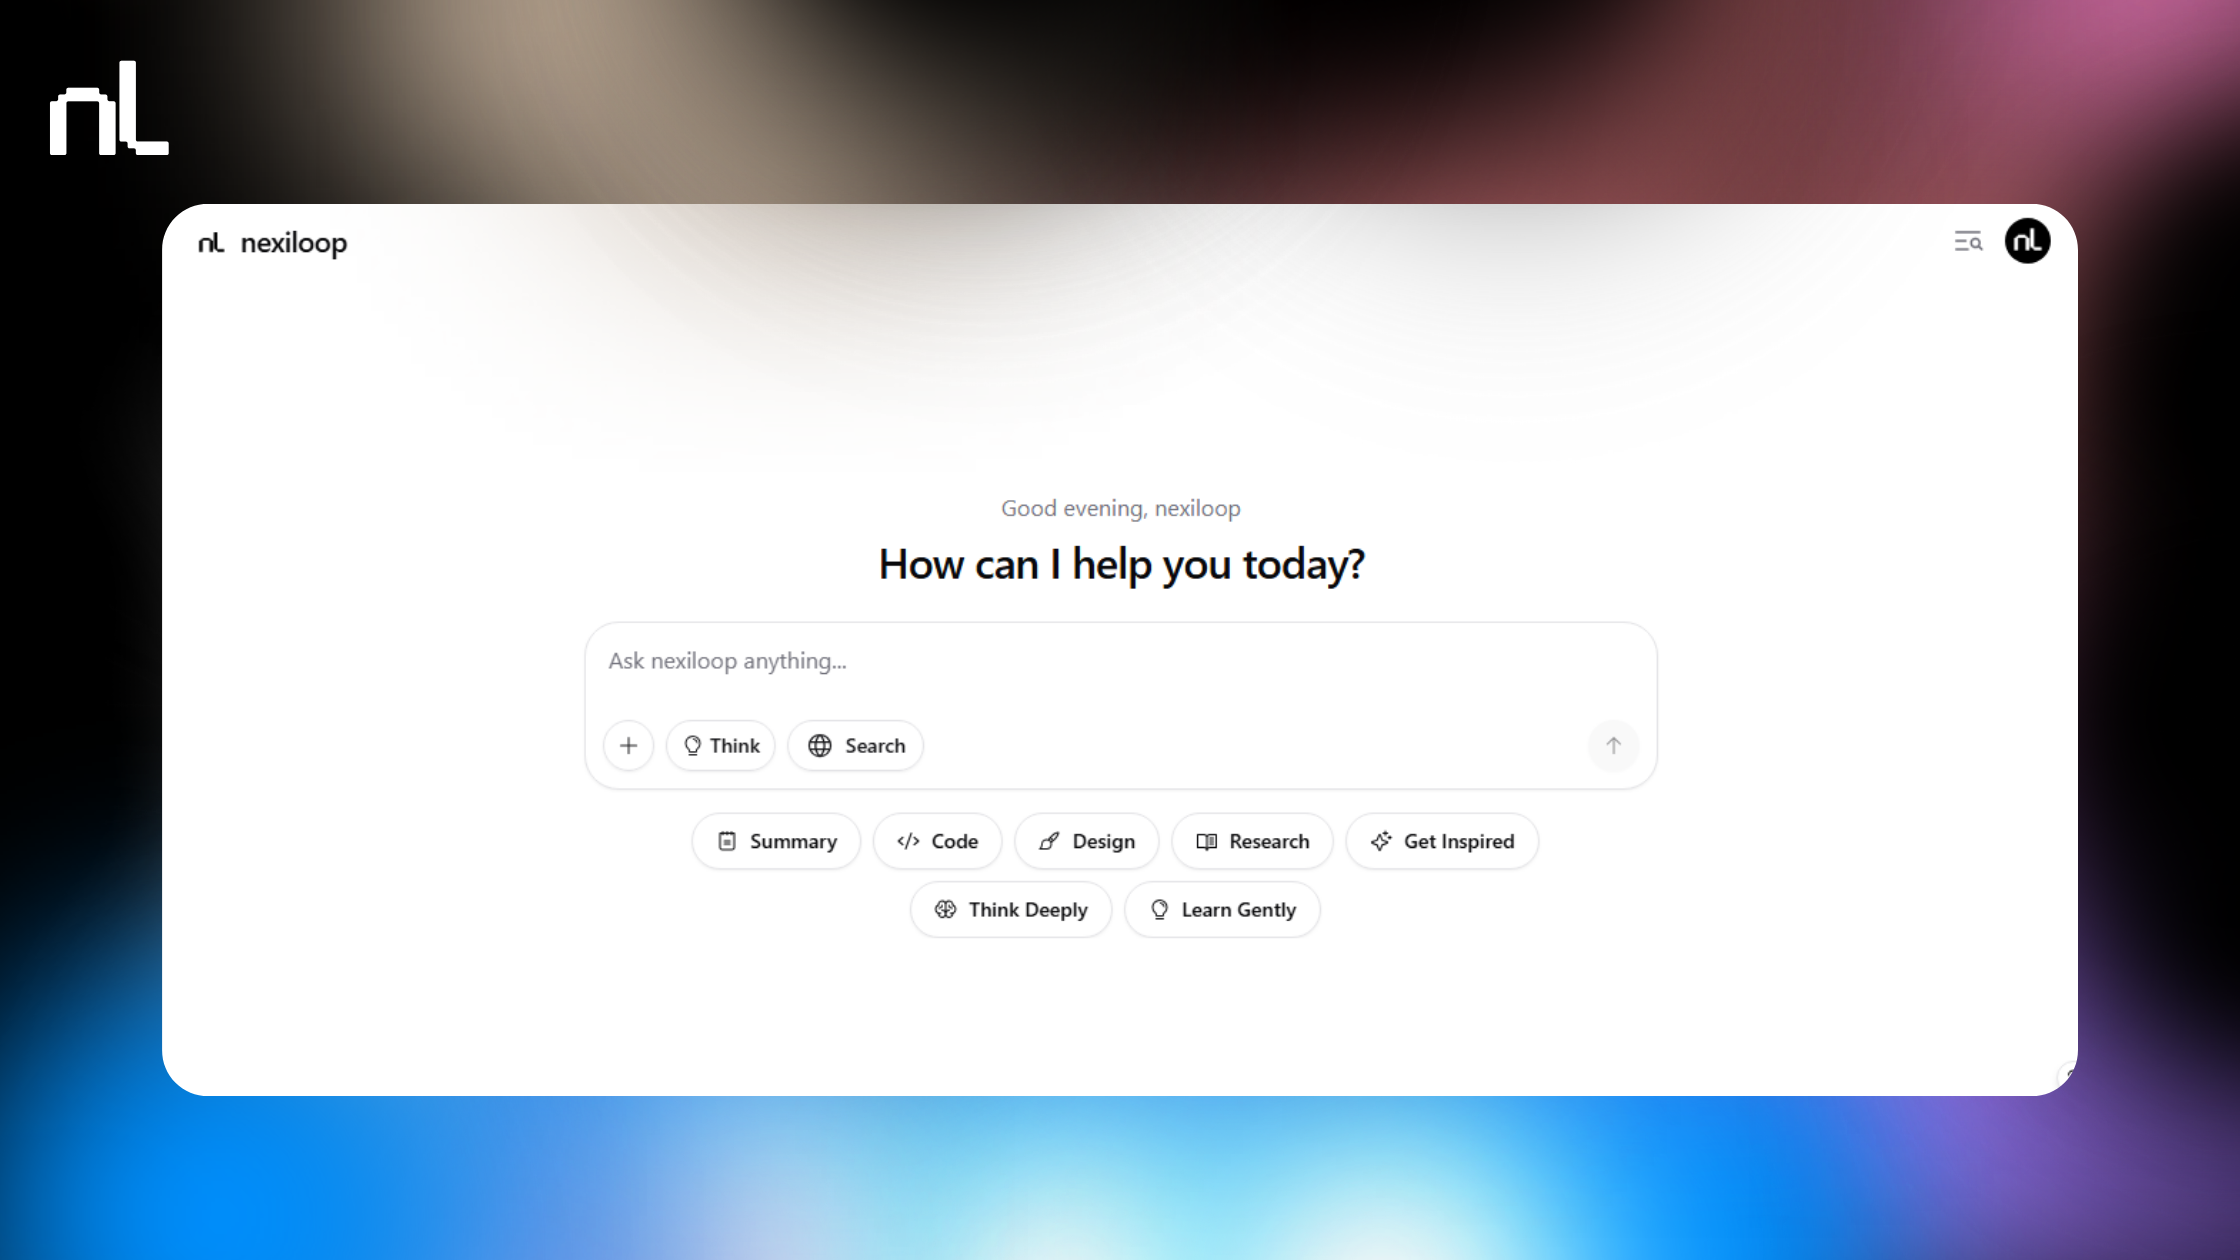 nL
nL nexiloop
nL
Good evening, nexiloop
How can I help you today?
Ask nexiloop anything...
Think
Search
Summary
Code
Design
Research
Get Inspired
Think Deeply
Learn Gently